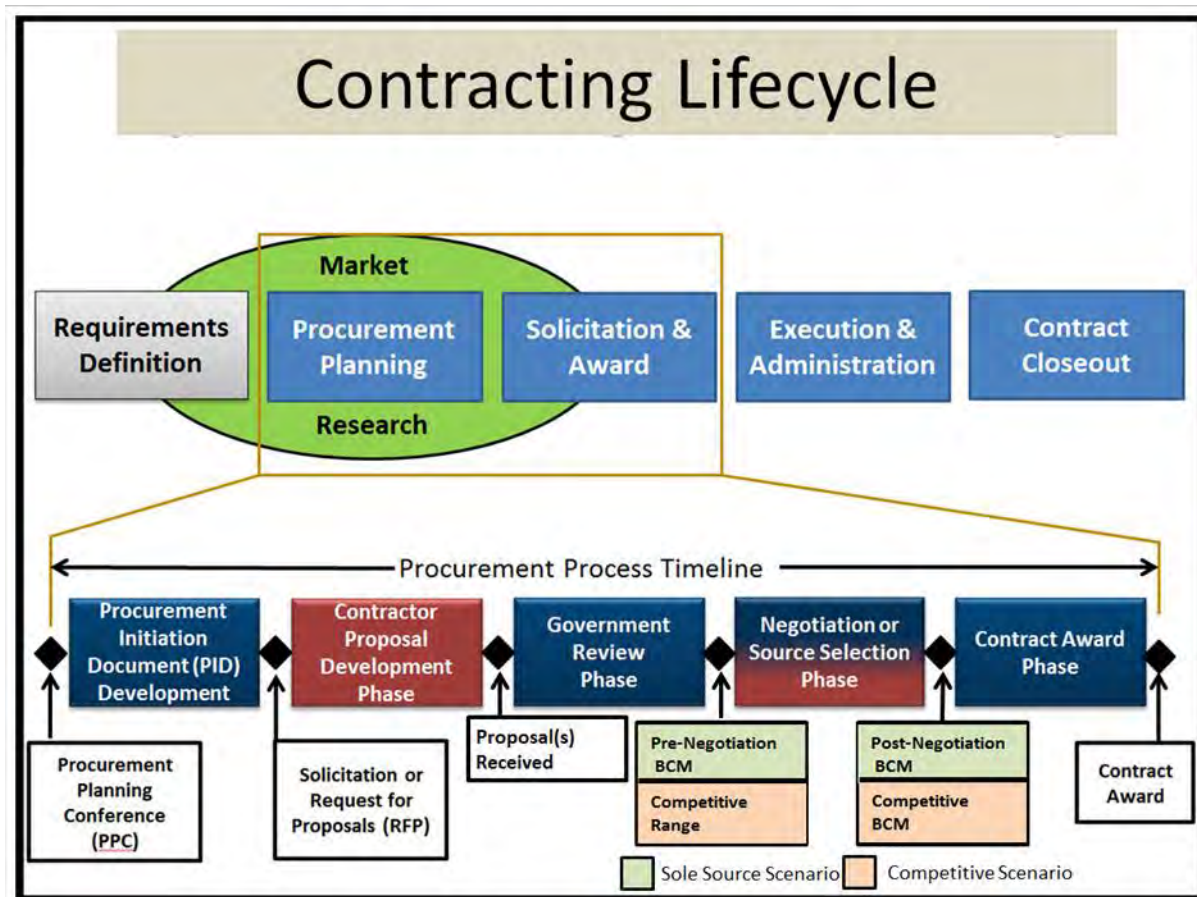 Contracting Lifecycle
Market
Requirements
Definition
Procurement
Planning
Solicitation &
Award
Execution &
Administration
Contract
Closeout
Research
Procurement Process Timeline
Procurement
Initiation
Document (PID)
Development
Contractor
Proposal
Development
Phase
Government
Review
Phase
Negotiation or
Source Selection
Phase
Contract Award
Phase
Procurement
Planning
Conference
(PPC)
Solicitation or
Request for
Proposals (RFP)
Proposal(s)
Received
Pre-Negotiation
BCM
Competitive
Range
Post-Negotiation
BCM
Competitive
BCM
Contract
Award
Sole Source Scenario
Competitive Scenario